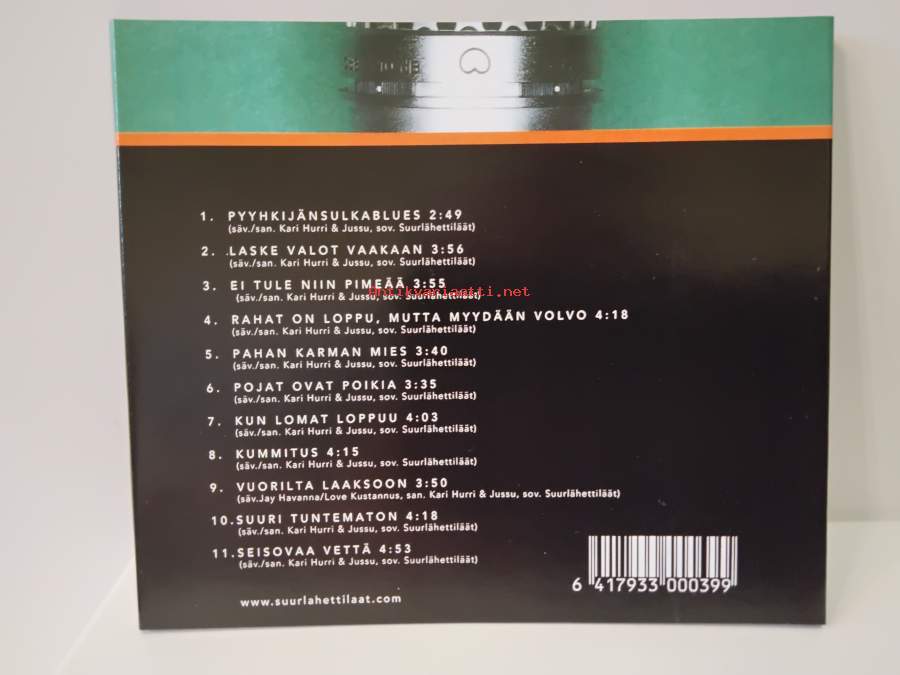 1. PYYHKIJÄNSULKABLUES 2:49
(säv./san. Kari Hurri & Jussu, sov. Suurlähettiläät)
2. LASKE VALOT VAAKAAN 3:56
(säv./san. Kari Hurri & Jussu, sov. Suurlähettiläät)
3. EI TULE NIIN PIMEÄÄ 3:55
Antikvariaatti.net
(säv./san. Kari Hurri & Jussu, sov. Suurlähettiläät)
4. RAHAT ON LOPPU, MUTTA MYYDÄÄN VOLVO 4:18
(säv./san. Kari Hurri & Jussu, sov. Suurlähettiläät)
5. PAHAN KARMAN MIES 3:40
(säv./san. Kari Hurri & Jussu, sov. Suurlähettiläät)
6. POJAT OVAT POIKIA 3:35
(säv./san. Kari Hurri & Jussu, sov. Suurlähettiläät)
7. KUN LOMAT LOPPUU 4:03
(säv./san. Kari Hurri & Jussu, sov. Suurlähettiläät)
8. KUMMITUS 4:15
(säv./san. Kari Hurri & Jussu, sov. Suurlähettiläät)
9. VUORILTA LAAKSOON 3:50
(säv.Jay Havanna/Love Kustannus, san. Kari Hurri & Jussu, sov. Suurlähettiläät)
10.SUURI TUNTEMATON 4:18
(säv./san. Kari Hurri & Jussu, sov. Suurlähettiläät)
11.SEISOVAA VETTÄ 4:53
(säv./san. Kari Hurri & Jussu, sov. Suurlähettiläät)
6 417933 000399
www.suurlahettilaat.com